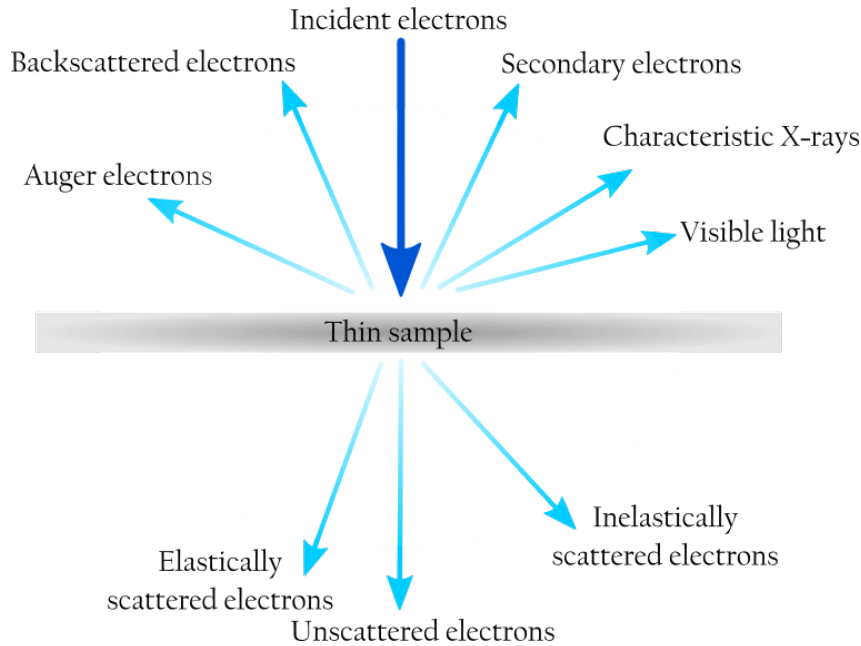 Incident electrons
Backscattered electrons
Secondary electrons
Characteristic X-rays
Auger electrons
Visible light
Thin sample
Inelastically
scattered electrons
Elastically
scattered electrons
Unscattered electrons